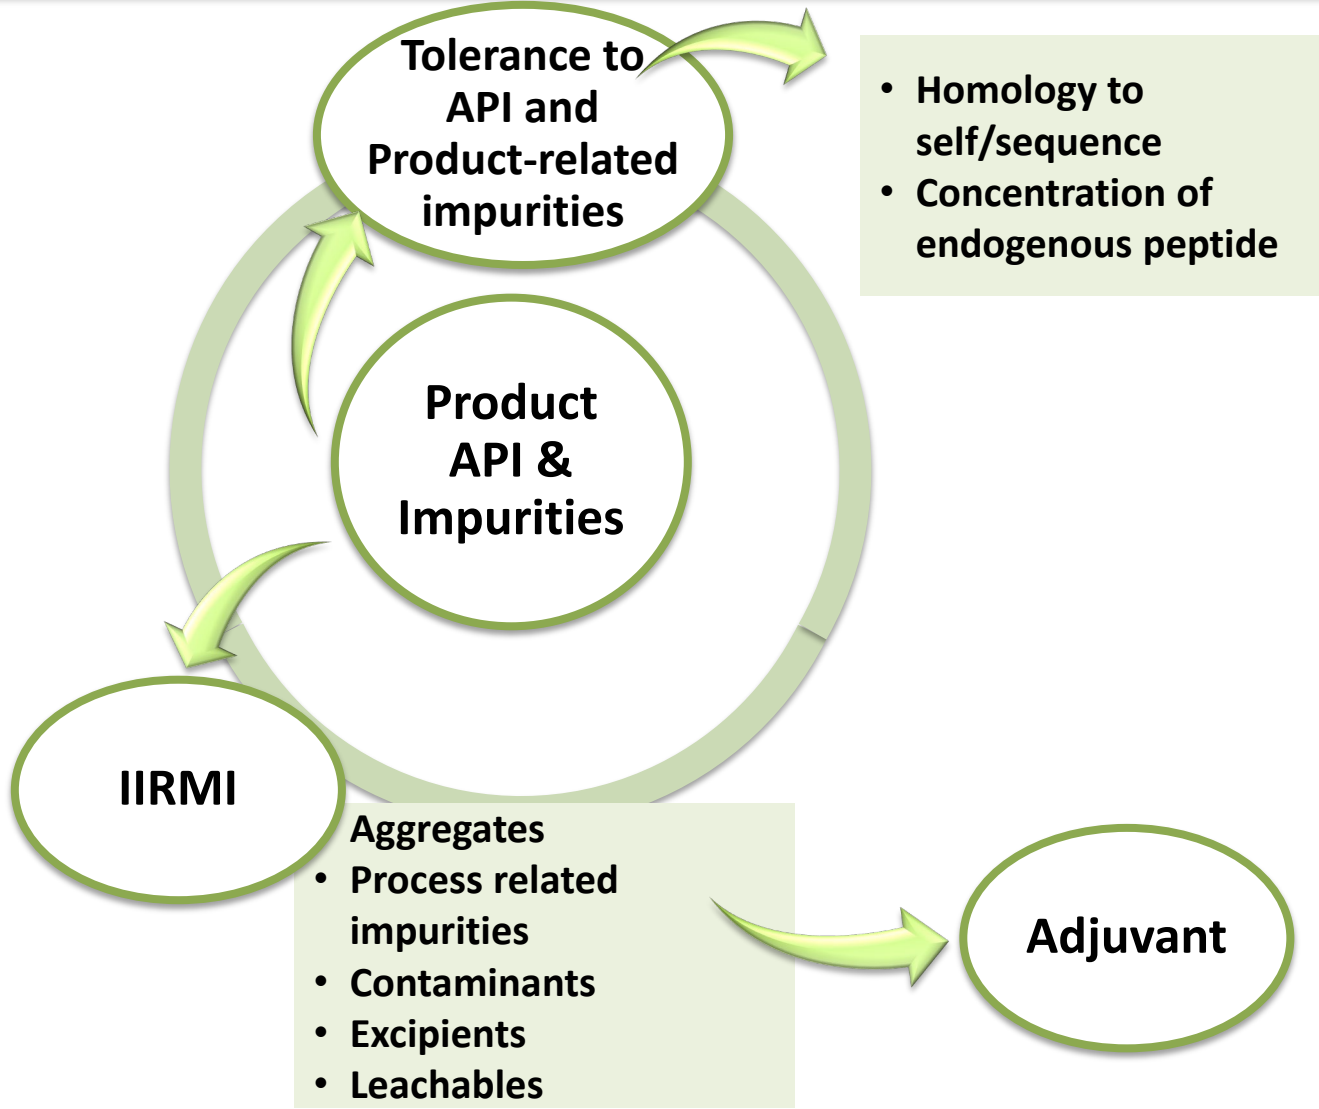 Tolerance to
API and
Product-related
impurities
• Homology to
self/sequence
• Concentration of
endogenous peptide
Product
API &
Impurities
IIRMI
Aggregates
• Process related
impurities
• Contaminants
• Excipients
• Leachables
Adjuvant